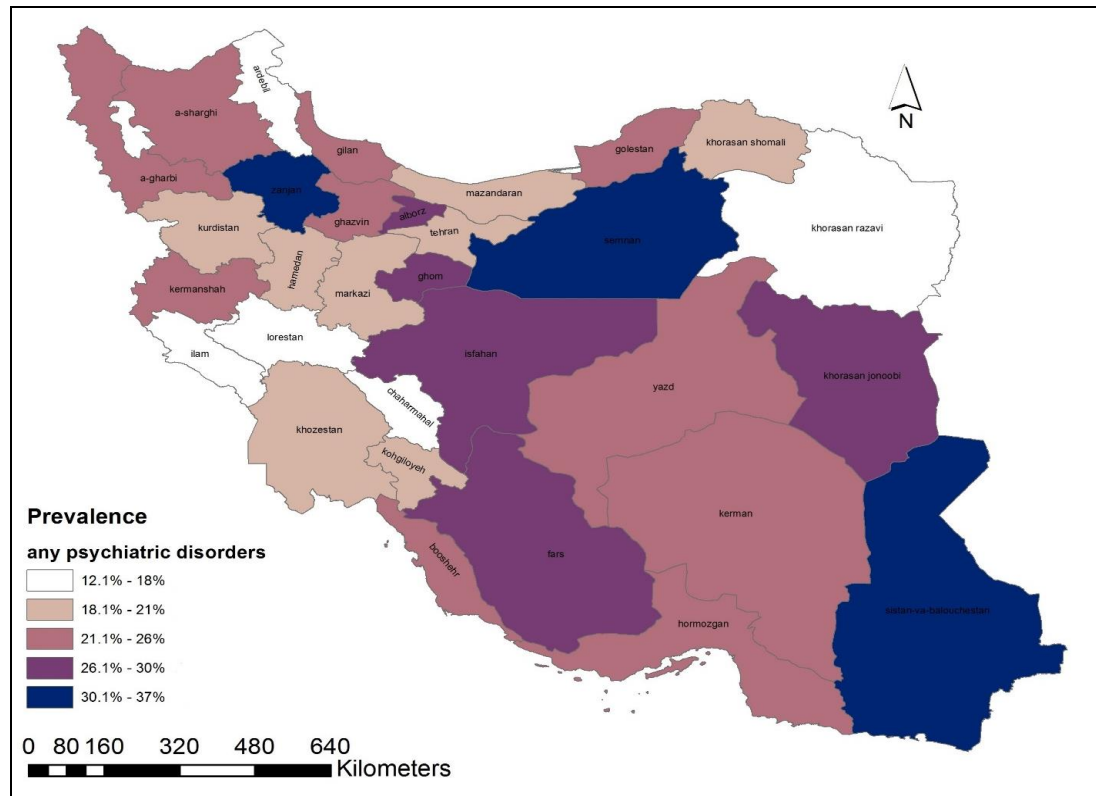 ardebil
a-sharghi
N
gilan
golestan
khorasan shomali
a-gharbi
zanjan
mazandaran
ghazvin
alborz
kurdistan
tehran
khorasan razavi
semnan
hamedan
ghom
kermanshah
markazi
lorestan
ilam
isfahan
khorasan jonoobi
yazd
chaharmahal
khozestan
kohgiloyeh
kerman
booshehr
fars
sistan-va-balouchestan
hormozgan
Prevalence
any psychiatric disorders
12.1% - 18%
18.1% - 21%
21.1% - 26%
26.1% - 30%
30.1% - 37%
0 80 160 320 480 640
Kilometers